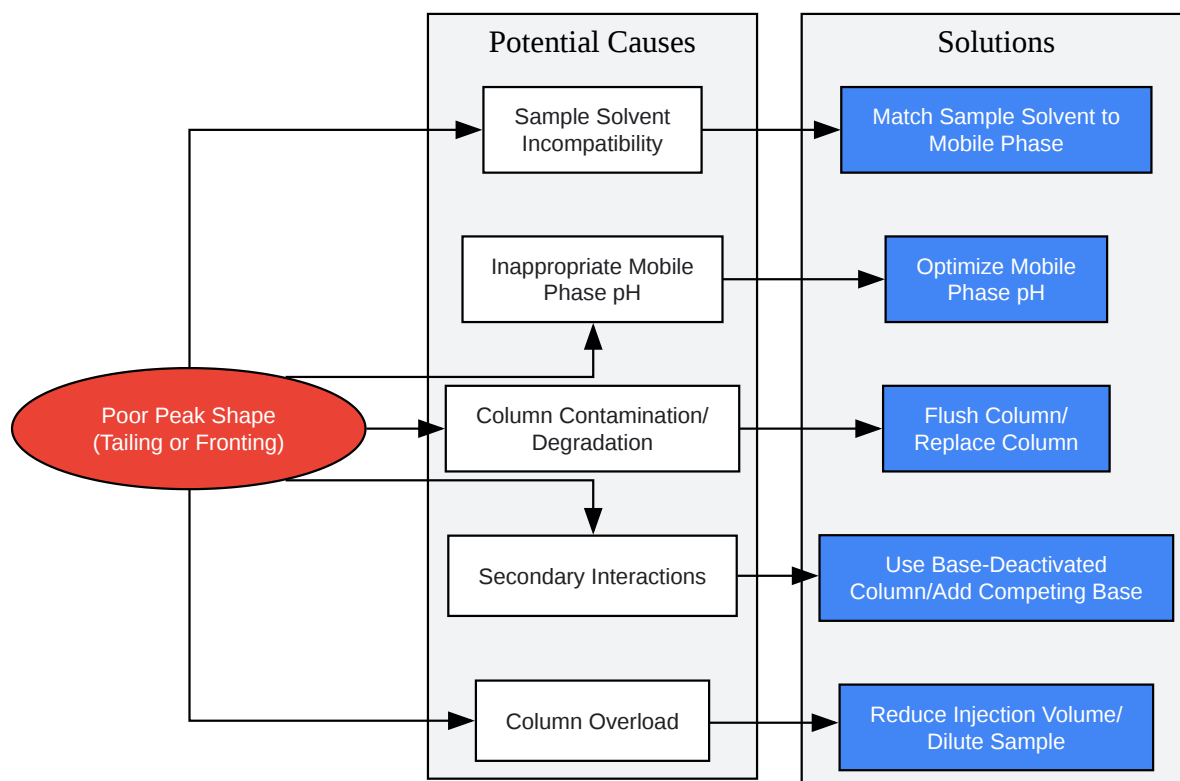 Potential Causes
Solutions
Sample Solvent
Incompatibility
Match Sample Solvent to
Mobile Phase
Inappropriate Mobile
Phase pH
Optimize Mobile
Phase pH
Poor Peak Shape
(Tailing or Fronting)
Column Contamination/
Degradation
Flush Column/
Replace Column
Secondary Interactions
Use Base-Deactivated
Column/Add Competing Base
Column Overload
Reduce Injection Volume/
Dilute Sample